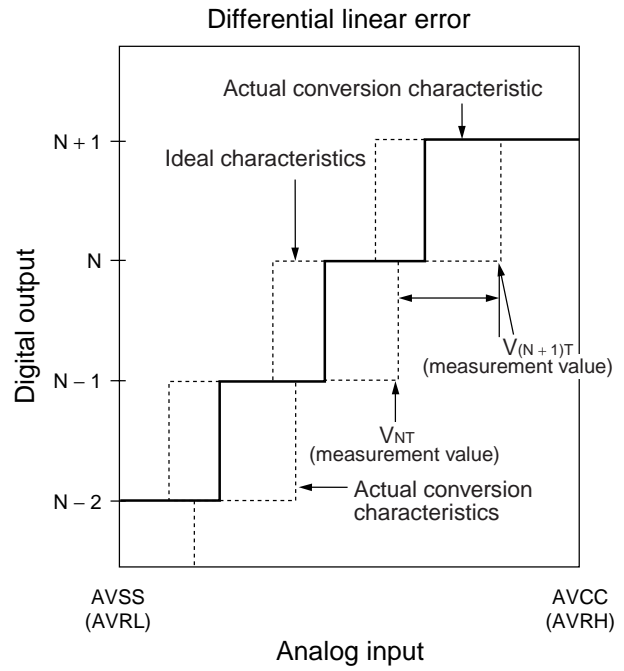 Differential linear error
Actual conversion characteristic
N + 1
Ideal characteristics
N
Digital output
V(N + 1)T
(measurement value)
N − 1
VNT
(measurement value)
Actual conversion
characteristics
N − 2
AVSS
(AVRL)
AVCC
(AVRH)
Analog input